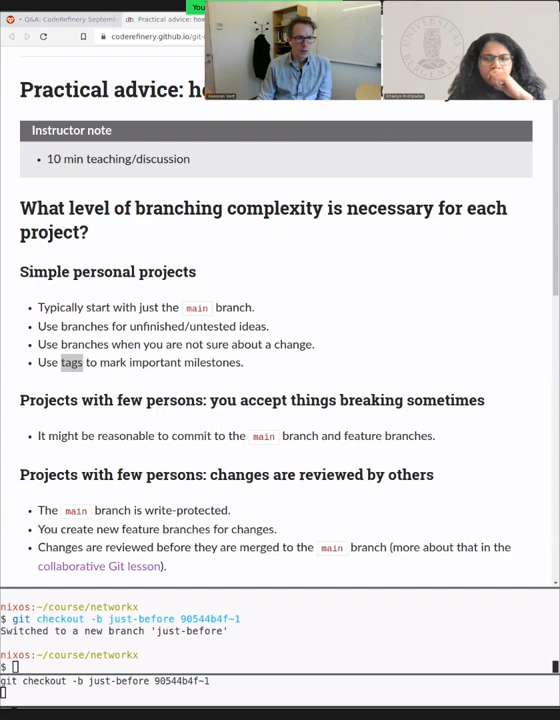 You
Q&A: CodeRefinery Septemb
Practical advice: how
coderefinery.github.io/git-
UNIVERSITAS
BERGENSIS
Practical advice: h
Instructor note
• 10 min teaching/discussion
What level of branching complexity is necessary for each
project?
Simple personal projects
• Typically start with just the main branch.
• Use branches for unfinished/untested ideas.
• Use branches when you are not sure about a change.
• Use tags to mark important milestones.
Projects with few persons: you accept things breaking sometimes
• It might be reasonable to commit to the main branch and feature branches.
Projects with few persons: changes are reviewed by others
• The main branch is write-protected.
• You create new feature branches for changes.
• Changes are reviewed before they are merged to the main branch (more about that in the
collaborative Git lesson).
nixos:~/course/networkx
$ git checkout -b just-before 90544b4f~1
Switched to a new branch 'just-before'
nixos:~/course/networkx
$
git checkout -b just-before 90544b4f~1